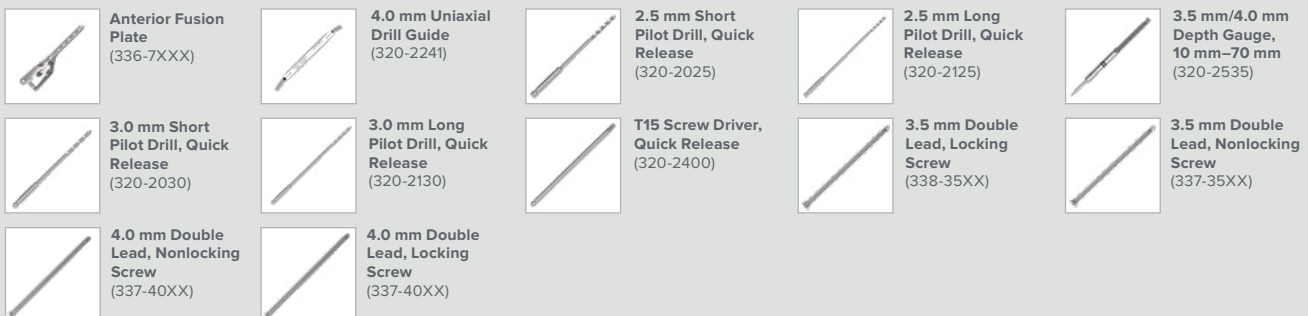 Anterior Fusion
Plate
(336-7XXX)
4.0 mm Uniaxial
Drill Guide
(320-2241)
2.5 mm Short
Pilot Drill, Quick
Release
(320-2025)
2.5 mm Long
Pilot Drill, Quick
Release
(320-2125)
3.5 mm/4.0 mm
Depth Gauge,
10 mm–70 mm
(320-2535)
3.0 mm Short
Pilot Drill, Quick
Release
(320-2030)
3.0 mm Long
Pilot Drill, Quick
Release
(320-2130)
T15 Screw Driver,
Quick Release
(320-2400)
3.5 mm Double
Lead, Locking
Screw
(338-35XX)
3.5 mm Double
Lead, Nonlocking
Screw
(337-35XX)
4.0 mm Double
Lead, Nonlocking
Screw
(337-40XX)
4.0 mm Double
Lead, Locking
Screw
(337-40XX)